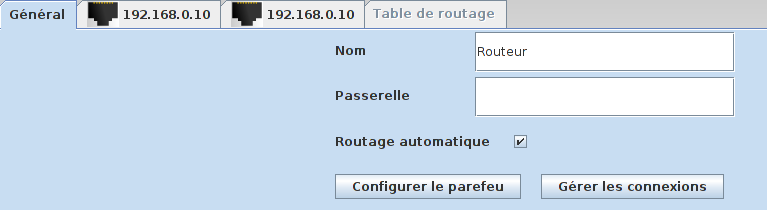 Général 192.168.0.10 192.168.0.10 Table de routage
Nom Routeur
Passerelle
Routage automatique
Configurer le parefeu Gérer les connexions